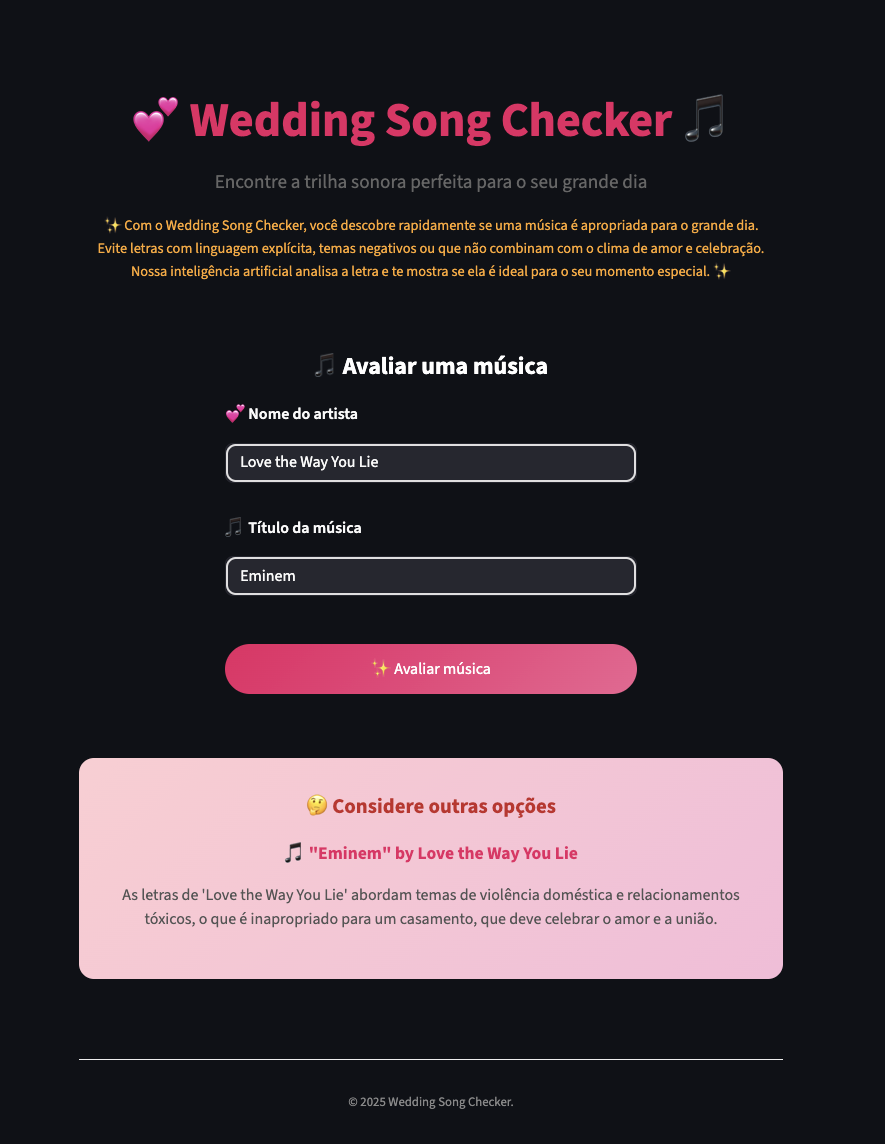 💕 Wedding Song Checker 🎵
Encontre a trilha sonora perfeita para o seu grande dia
✨ Com o Wedding Song Checker, você descobre rapidamente se uma música é apropriada para o grande dia.
Evite letras com linguagem explícita, temas negativos ou que não combinam com o clima de amor e celebração.
Nossa inteligência artificial analisa a letra e te mostra se ela é ideal para o seu momento especial. ✨
🎵 Avaliar uma música
💕 Nome do artista
Love the Way You Lie
🎵 Título da música
Eminem
✨ Avaliar música
🤔 Considere outras opções
🎵 "Eminem" by Love the Way You Lie
As letras de 'Love the Way You Lie' abordam temas de violência doméstica e relacionamentos
tóxicos, o que é inapropriado para um casamento, que deve celebrar o amor e a união.
© 2025 Wedding Song Checker.